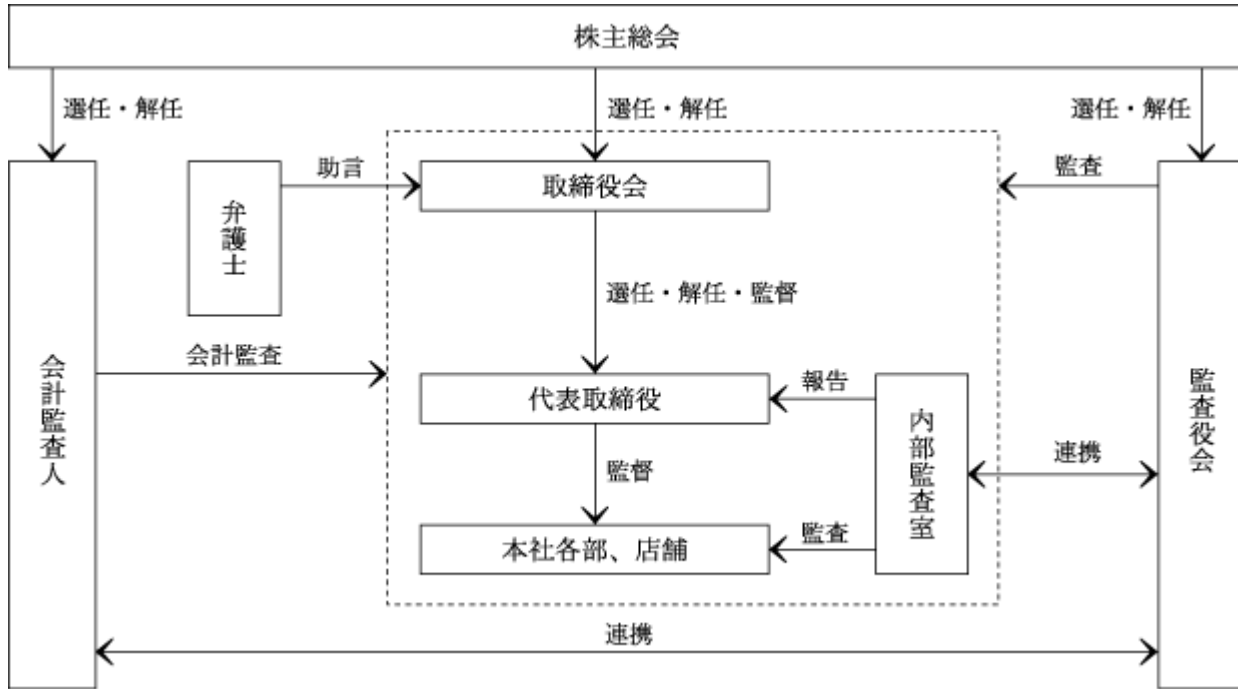 株主総会
選任・解任
選任・解任
選任・解任
助言
取締役会
監査
弁護士
選任・解任・監督
会計監査
会計監査人
代表取締役
報告
内部監査室
監査役会
監督
連携
本社各部、店舗
監査
連携